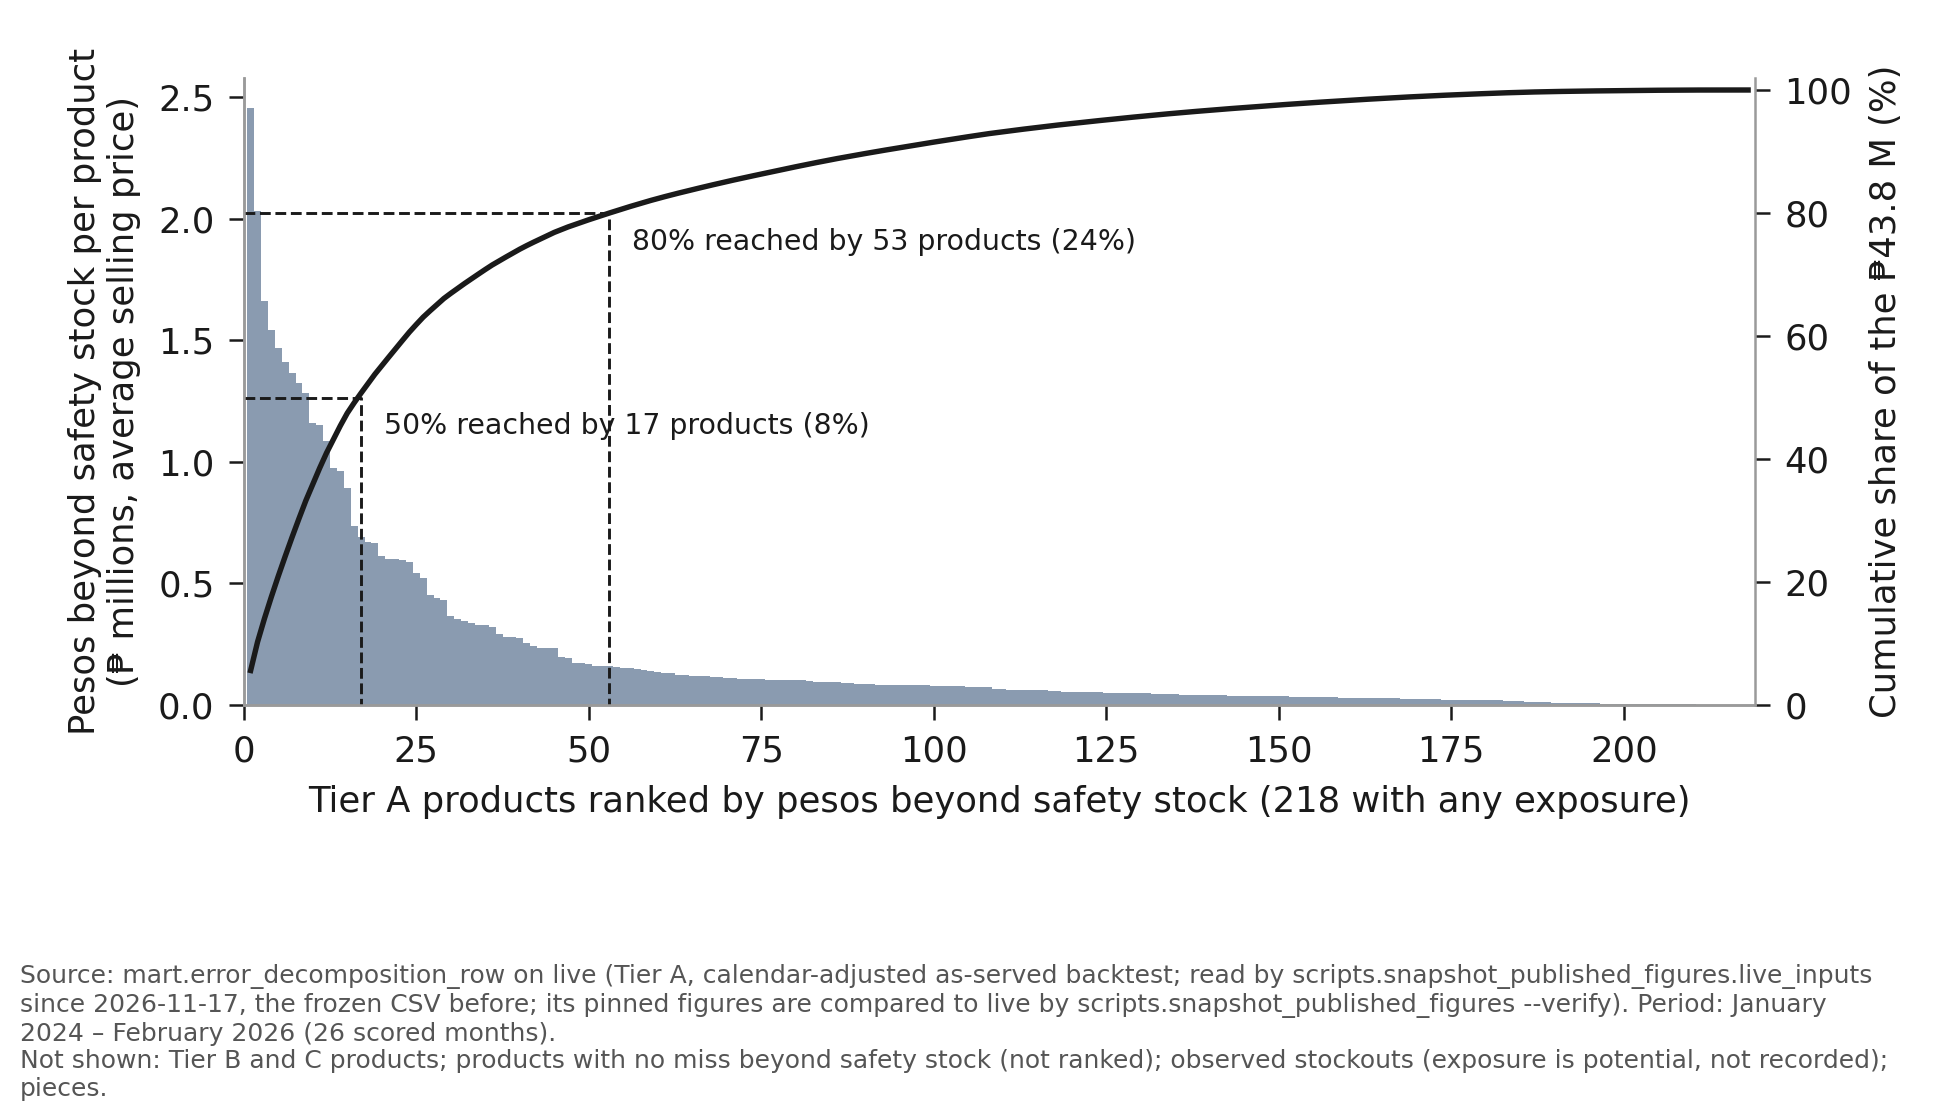 Pesos beyond safety stock per product
(₱ millions, average selling price)
2.5
2.0
1.5
1.0
0.5
0.0
80% reached by 53 products (24%)
50% reached by 17 products (8%)
100
80
60
40
20
0
Cumulative share of the ₱43.8 M (%)
0 25 50 75 100 125 150 175 200
Tier A products ranked by pesos beyond safety stock (218 with any exposure)
Source: mart.error_decomposition_row on live (Tier A, calendar-adjusted as-served backtest; read by scripts.snapshot_published_figures.live_inputs
since 2026-11-17, the frozen CSV before; its pinned figures are compared to live by scripts.snapshot_published_figures --verify). Period: January
2024 – February 2026 (26 scored months).
Not shown: Tier B and C products; products with no miss beyond safety stock (not ranked); observed stockouts (exposure is potential, not recorded);
pieces.